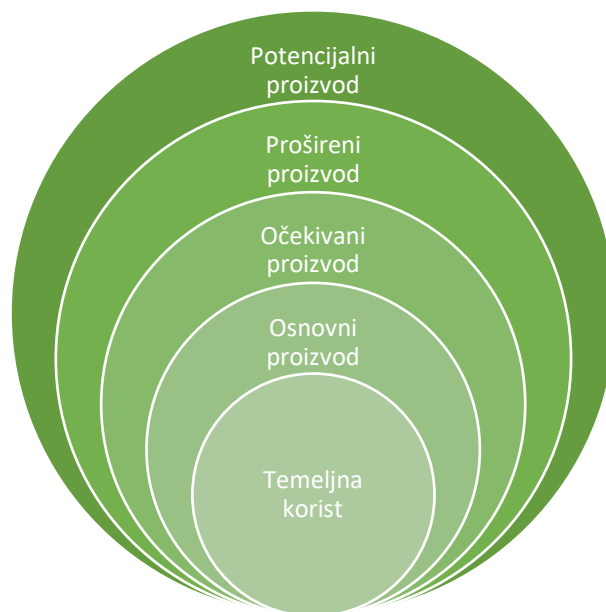 Potencijalni
proizvod
Prošireni
proizvod
Očekivani
proizvod
Osnovni
proizvod
Temeljna
korist